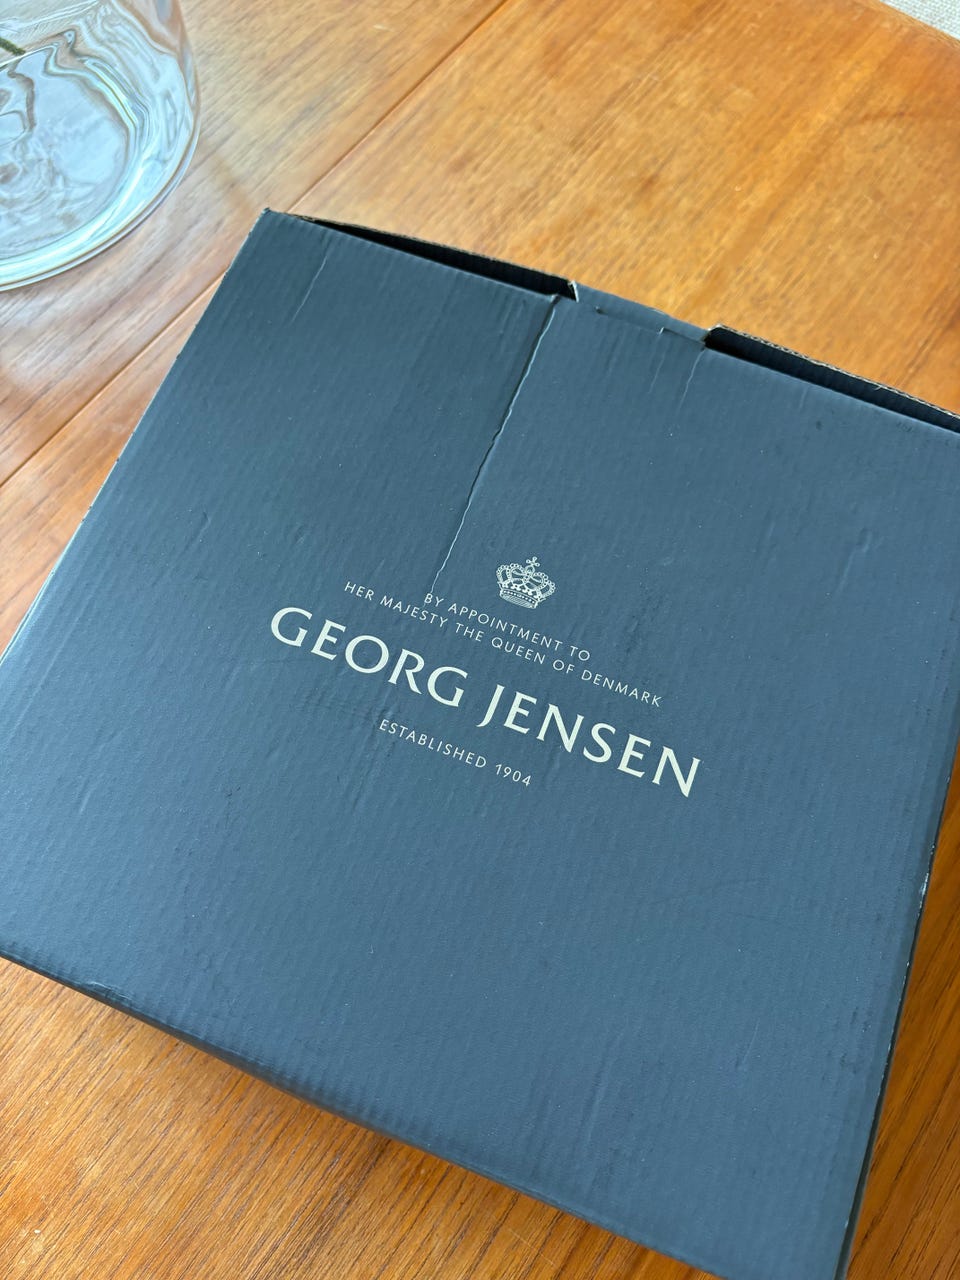 BY APPOINTMENT TO
HER MAJESTY THE QUEEN OF DENMARK
GEORG JENSEN
ESTABLISHED 1904